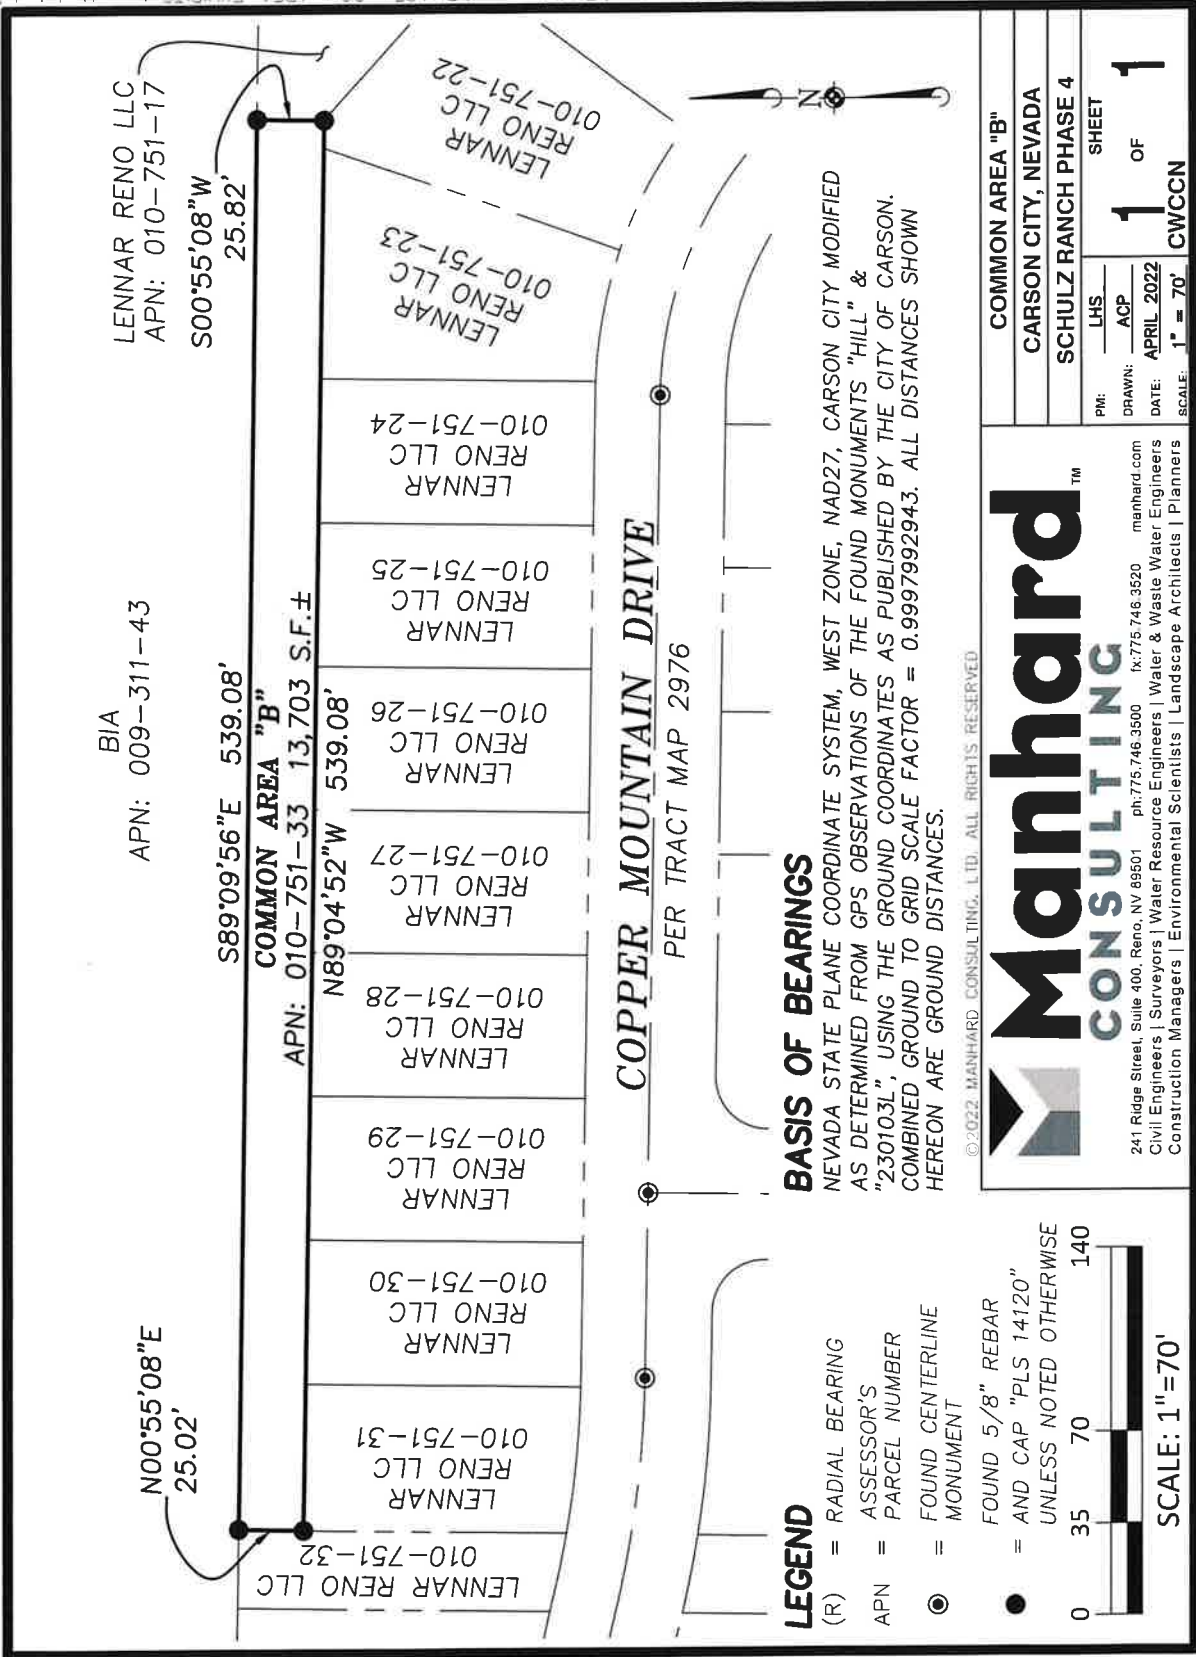 BIA
APN: 009-311-43
LENNAR RENO LLC
APN: 010-751-17
N00°55'08"E
25.02'
S89°09'56"E 539.08'
S00°55'08"W
25.82'
COMMON AREA "B"
APN: 010-751-33 13,703 S.F.±
N89°04'52"W 539.08'
LENNAR RENO LLC
010-751-32
LENNAR
RENO LLC
010-751-31
LENNAR
RENO LLC
010-751-30
LENNAR
RENO LLC
010-751-29
LENNAR
RENO LLC
010-751-28
LENNAR
RENO LLC
010-751-27
LENNAR
RENO LLC
010-751-26
LENNAR
RENO LLC
010-751-25
LENNAR
RENO LLC
010-751-24
LENNAR
RENO LLC
010-751-23
LENNAR
RENO LLC
010-751-22
COPPER MOUNTAIN DRIVE
PER TRACT MAP 2976
N
LEGEND
(R) = RADIAL BEARING
APN = ASSESSOR'S
PARCEL NUMBER
= FOUND CENTERLINE
MONUMENT
FOUND 5/8" REBAR
= AND CAP "PLS 14120"
UNLESS NOTED OTHERWISE
0 35 70 140
SCALE: 1"=70'
BASIS OF BEARINGS
NEVADA STATE PLANE COORDINATE SYSTEM, WEST ZONE, NAD27, CARSON CITY MODIFIED
AS DETERMINED FROM GPS OBSERVATIONS OF THE FOUND MONUMENTS "HILL" &
"230103L", USING THE GROUND COORDINATES AS PUBLISHED BY THE CITY OF CARSON.
COMBINED GROUND TO GRID SCALE FACTOR = 0.9997992943. ALL DISTANCES SHOWN
HEREON ARE GROUND DISTANCES.
©2022 MANHARD CONSULTING, LTD. ALL RIGHTS RESERVED
Manhard™
CONSULTING
241 Ridge Street, Suite 400, Reno, NV 89501 ph:775.746.3500 fx:775.746.3520 manhard.com
Civil Engineers | Surveyors | Water Resource Engineers | Water & Waste Water Engineers
Construction Managers | Environmental Scientists | Landscape Architects | Planners
COMMON AREA "B"
CARSON CITY, NEVADA
SCHULZ RANCH PHASE 4
PM: LHS
DRAWN: ACP
DATE: APRIL 2022
SCALE: 1" = 70'
SHEET
1 OF 1
CWCCN